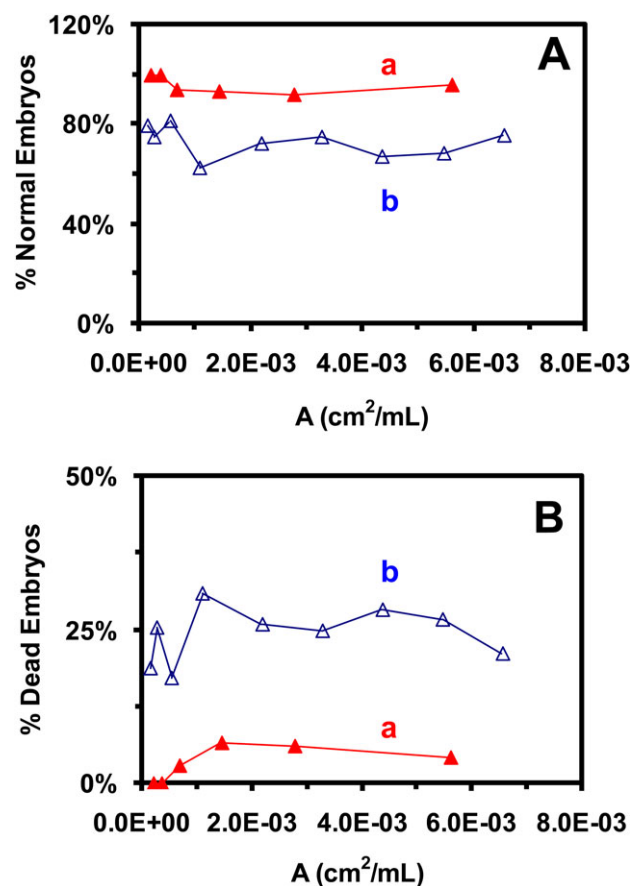 120%
A
a
80%
b
40%
0%
0.0E+00 2.0E-03 4.0E-03 6.0E-03 8.0E-03
% Normal Embryos
A (cm²/mL)
50%
B
b
25%
a
0%
0.0E+00 2.0E-03 4.0E-03 6.0E-03 8.0E-03
% Dead Embryos
A (cm²/mL)